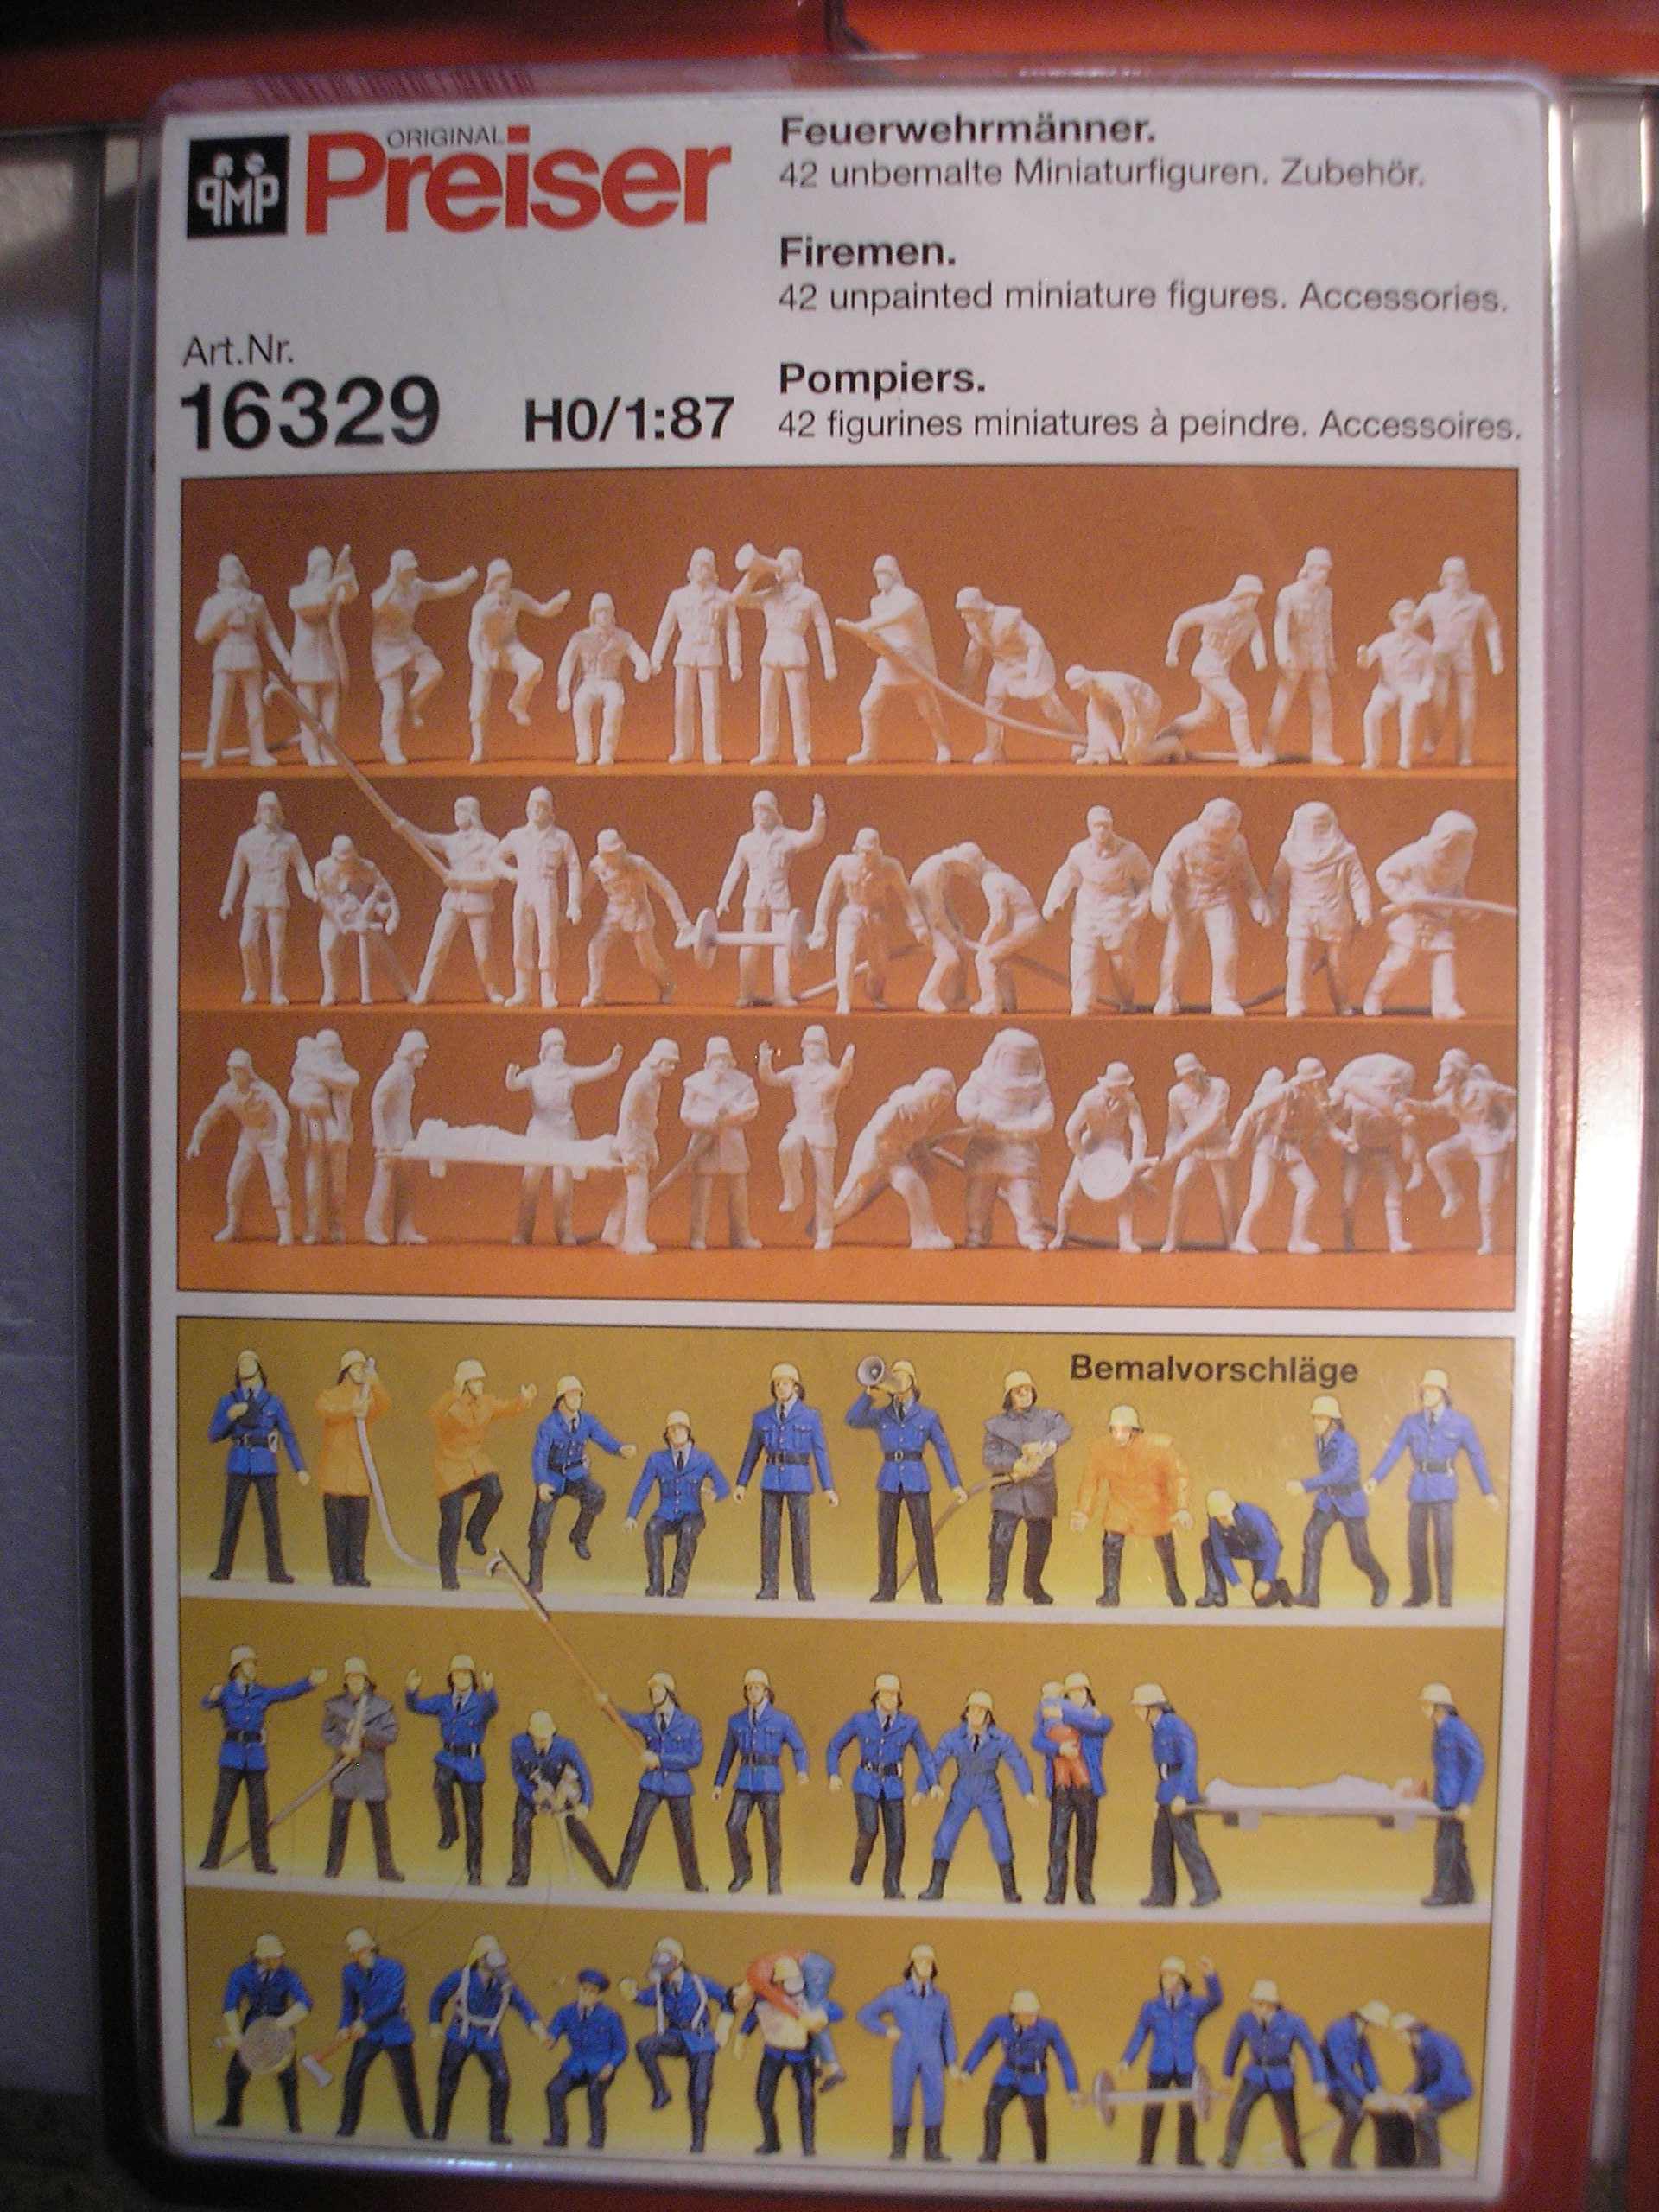 PMP
ORIGINAL
Preiser
Feuerwehrmänner.
42 unbemalte Miniaturfiguren. Zubehör.
Firemen.
42 unpainted miniature figures. Accessories.
Art.Nr.
16329 H0/1:87
Pompiers.
42 figurines miniatures à peindre. Accessoires.
Bemalvorschläge